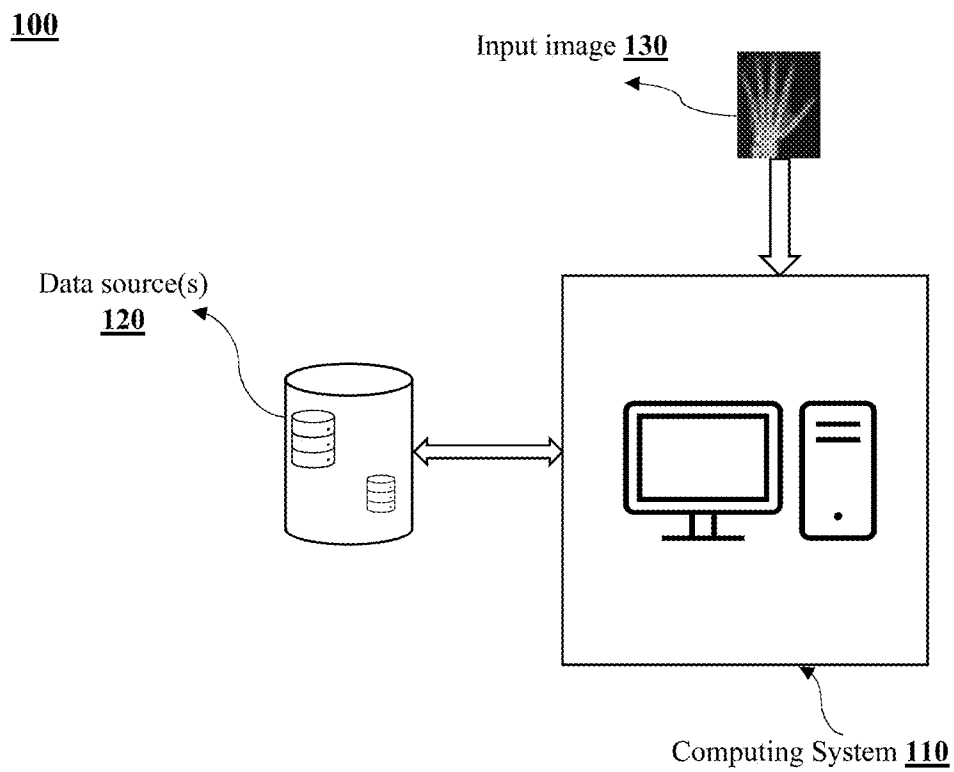 100
Input image 130
Data source(s)
120
Computing System 110